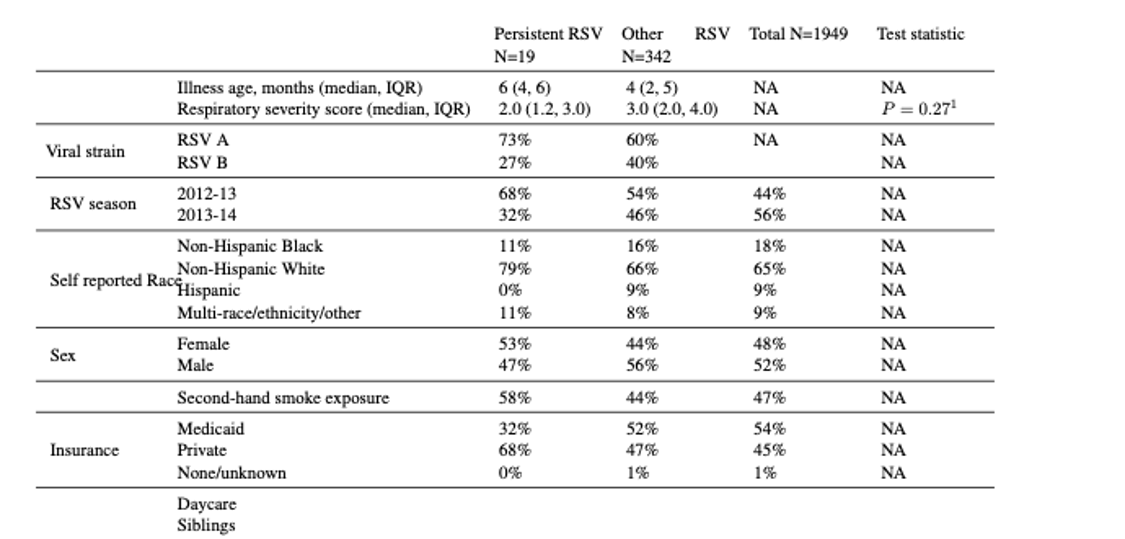 Persistent RSV Other RSV Total N=1949 Test statistic
N=19 N=342
Illness age, months (median, IQR) 6 (4, 6) 4 (2, 5) NA NA
Respiratory severity score (median, IQR) 2.0 (1.2, 3.0) 3.0 (2.0, 4.0) NA P = 0.27¹
Viral strain
RSV A 73% 60% NA NA
RSV B 27% 40% NA
RSV season
2012-13 68% 54% 44% NA
2013-14 32% 46% 56% NA
Self reported Race
Non-Hispanic Black 11% 16% 18% NA
Non-Hispanic White 79% 66% 65% NA
Hispanic 0% 9% 9% NA
Multi-race/ethnicity/other 11% 8% 9% NA
Sex
Female 53% 44% 48% NA
Male 47% 56% 52% NA
Second-hand smoke exposure 58% 44% 47% NA
Insurance
Medicaid 32% 52% 54% NA
Private 68% 47% 45% NA
None/unknown 0% 1% 1% NA
Daycare
Siblings